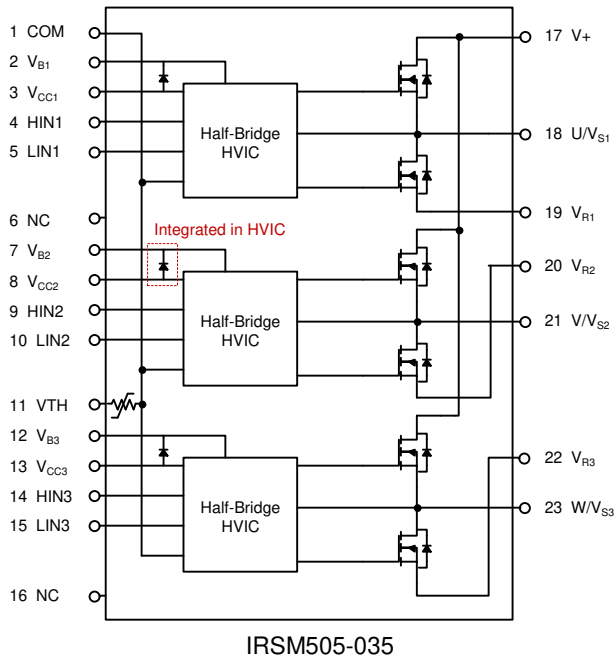 1 COM
2 VB1
3 VCC1
4 HIN1
5 LIN1
6 NC
7 VB2
8 VCC2
9 HIN2
10 LIN2
11 VTH
12 VB3
13 VCC3
14 HIN3
15 LIN3
16 NC
Half-Bridge
HVIC
Integrated in HVIC
Half-Bridge
HVIC
Half-Bridge
HVIC
17 V+
18 U/VS1
19 VR1
20 VR2
21 V/VS2
22 VR3
23 W/VS3
IRSM505-035